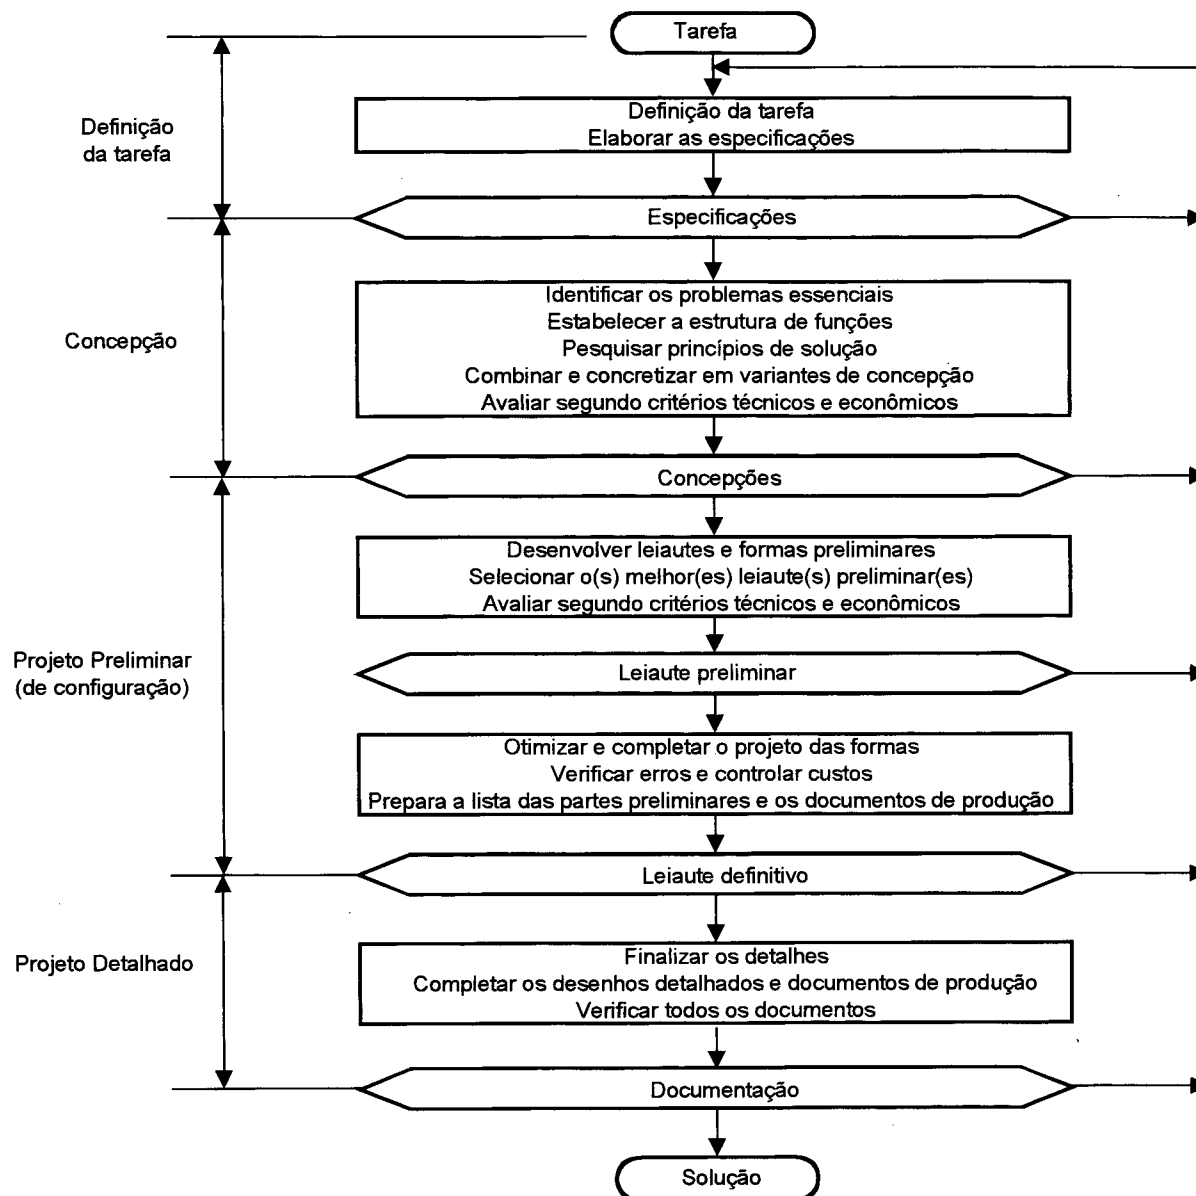 Tarefa
Definição da tarefa
Elaborar as especificações
Definição
da tarefa
Especificações
Identificar os problemas essenciais
Estabelecer a estrutura de funções
Pesquisar princípios de solução
Combinar e concretizar em variantes de concepção
Avaliar segundo critérios técnicos e econômicos
Concepção
Concepções
Desenvolver leiautes e formas preliminares
Selecionar o(s) melhor(es) leiaute(s) preliminar(es)
Avaliar segundo critérios técnicos e econômicos
Projeto Preliminar
(de configuração)
Leiaute preliminar
Otimizar e completar o projeto das formas
Verificar erros e controlar custos
Prepara a lista das partes preliminares e os documentos de produção
Leiaute definitivo
Projeto Detalhado
Finalizar os detalhes
Completar os desenhos detalhados e documentos de produção
Verificar todos os documentos
Documentação
Solução